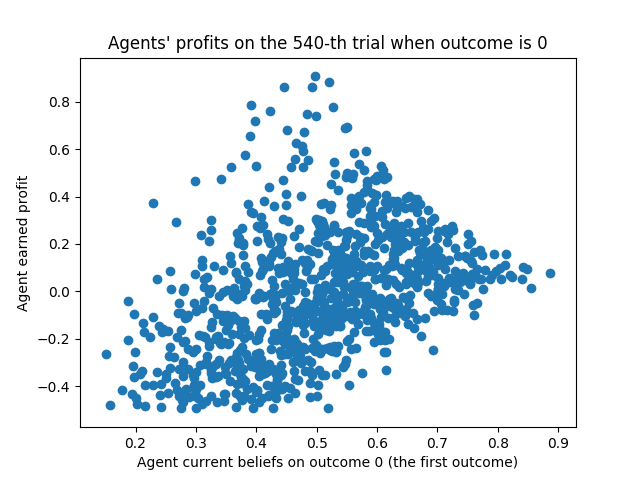 Agents' profits on the 540-th trial when outcome is 0
0.8
0.6
0.4
0.2
0.0
−0.2
−0.4
Agent earned profit
0.2 0.3 0.4 0.5 0.6 0.7 0.8 0.9
Agent current beliefs on outcome 0 (the first outcome)